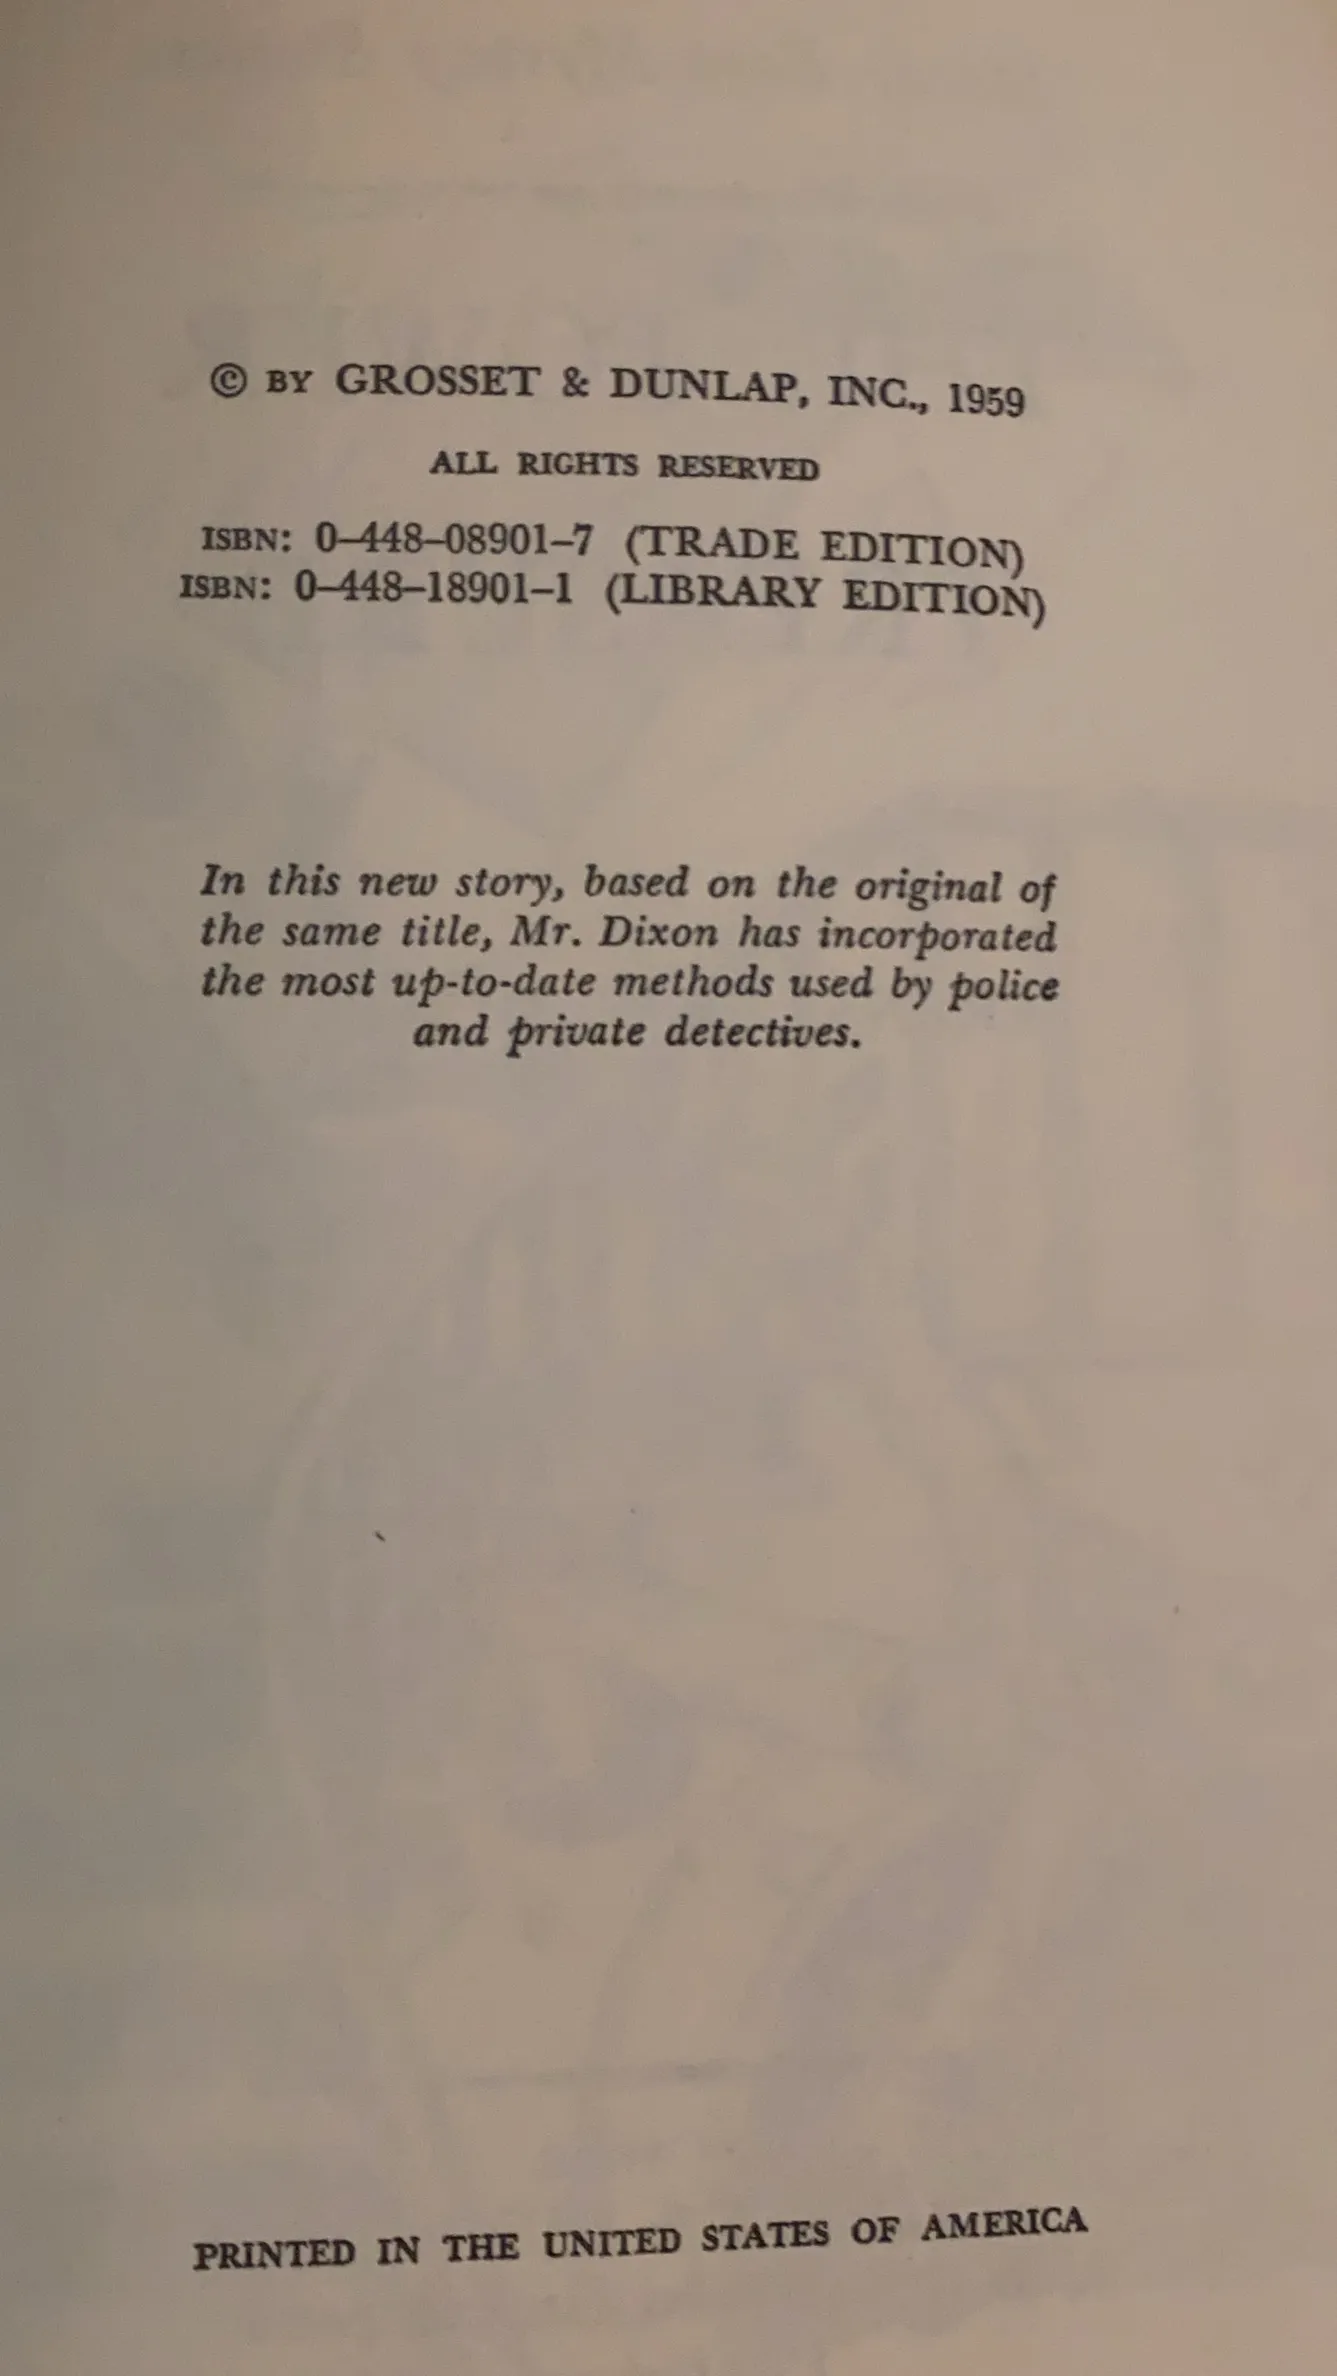 © BY GROSSET & DUNLAP, INC., 1959
ALL RIGHTS RESERVED
ISBN: 0-448-08901-7 (TRADE EDITION)
ISBN: 0-448-18901-1 (LIBRARY EDITION)
In this new story, based on the original of
the same title, Mr. Dixon has incorporated
the most up-to-date methods used by police
and private detectives.
PRINTED IN THE UNITED STATES OF AMERICA